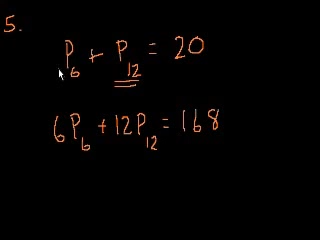 5.
P₆ + P₁₂ = 20
6P₆ + 12P₁₂ = 168